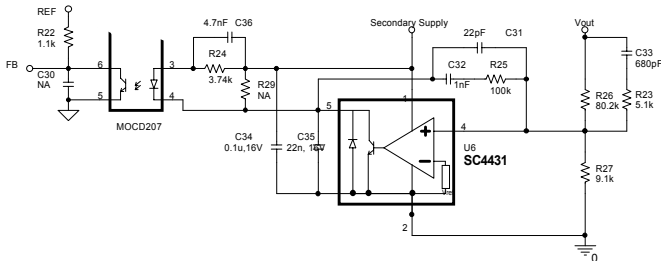 REF
R22
1.1k
FB
C30
NA
6
5
MOCD207
3
4
4.7nF C36
R24
3.74k
R29
NA
C34
0.1u,16V
C35
22n, 16V
Secondary Supply
22pF C31
C32
1nF
R25
100k
5
1
4
2
U6
SC4431
Vout
C33
680pF
R26
80.2k
R23
5.1k
R27
9.1k
0